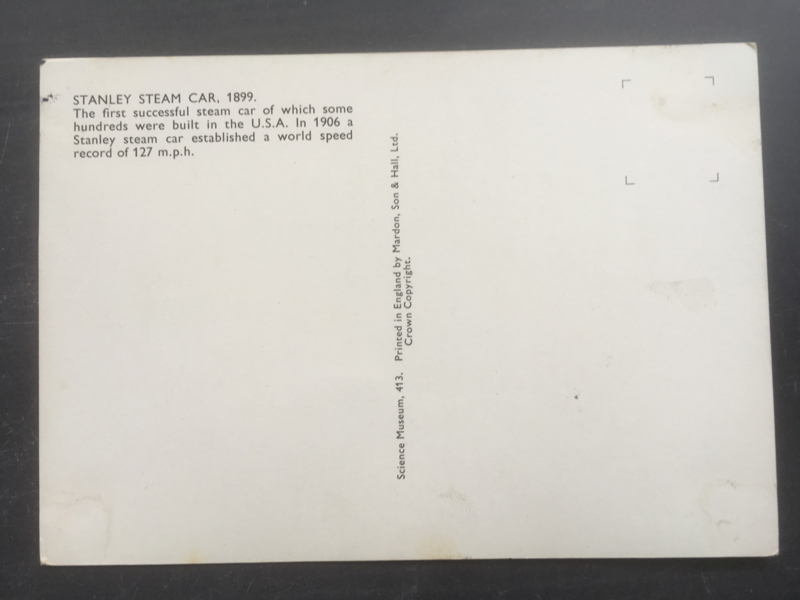 STANLEY STEAM CAR, 1899.
The first successful steam car of which some
hundreds were built in the U.S.A. In 1906 a
Stanley steam car established a world speed
record of 127 m.p.h.
Science Museum, 413. Printed in England by Mardon, Son & Hall, Ltd.
Crown Copyright.